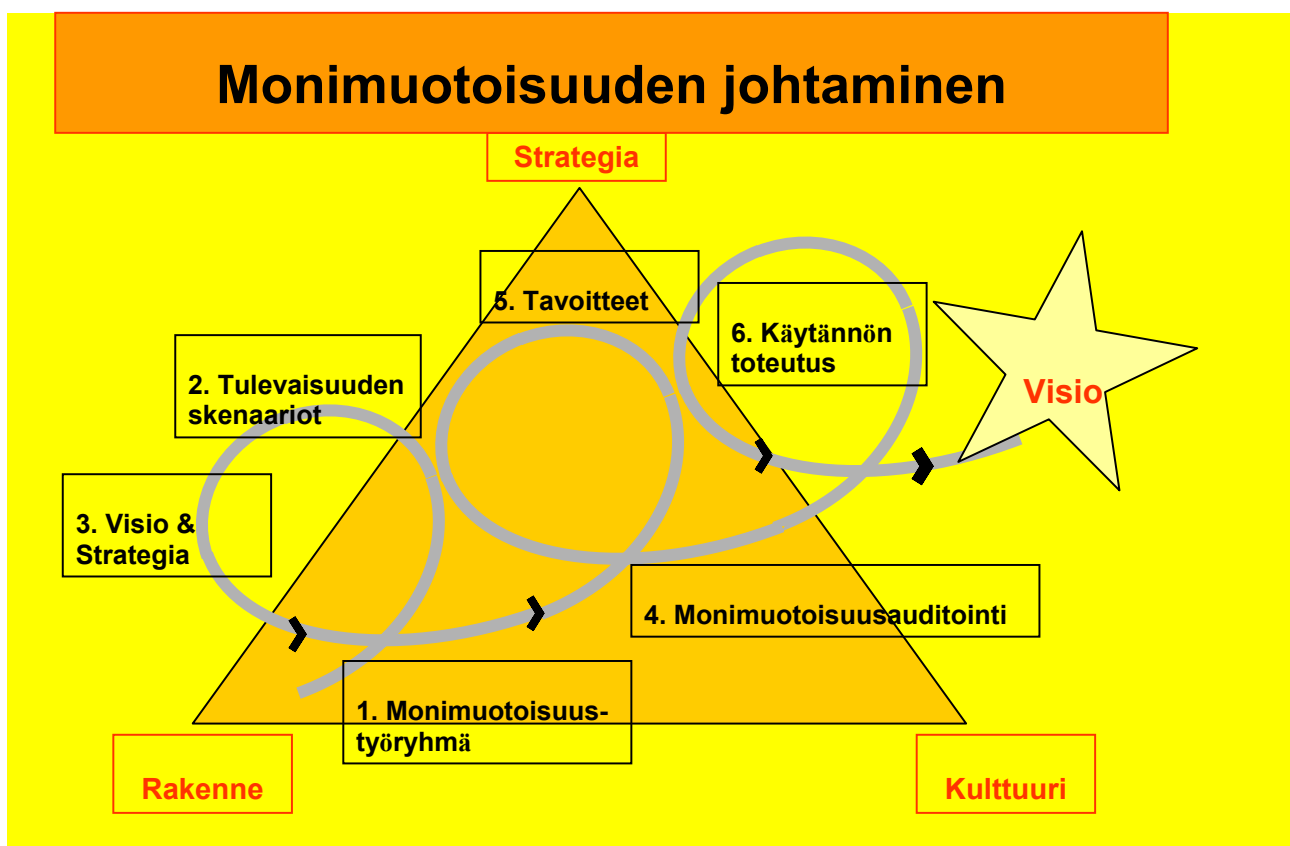 Monimuotoisuuden johtaminen
Strategia
5. Tavoitteet
6. Käytännön
toteutus
2. Tulevaisuuden
skenaariot
Visio
3. Visio &
Strategia
4. Monimuotoisuusauditointi
1. Monimuotoisuus-
työryhmä
Rakenne
Kulttuuri